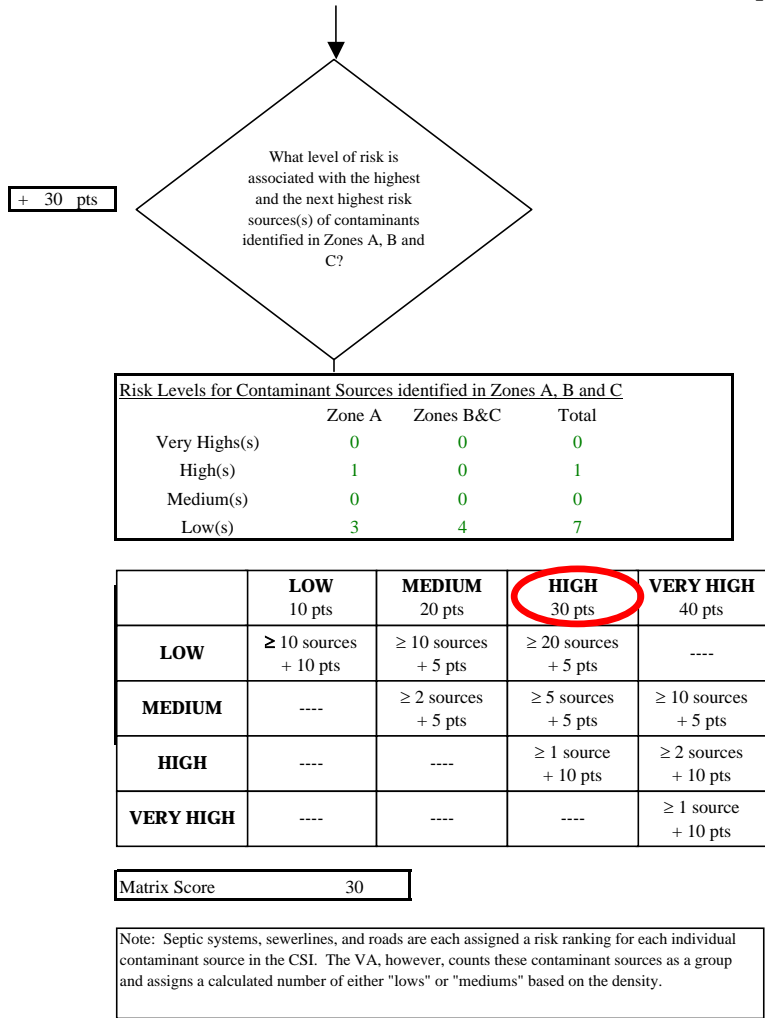 What level of risk is
associated with the highest
and the next highest risk
sources(s) of contaminants
identified in Zones A, B and
C?
+ 30 pts
Risk Levels for Contaminant Sources identified in Zones A, B and C
Zone A Zones B&C Total
Very Highs(s) 0 0 0
High(s) 1 0 1
Medium(s) 0 0 0
Low(s) 3 4 7
LOW MEDIUM HIGH VERY HIGH
10 pts 20 pts 30 pts 40 pts
LOW ≥ 10 sources ≥ 10 sources ≥ 20 sources ----
+ 10 pts + 5 pts + 5 pts
MEDIUM ---- ≥ 2 sources ≥ 5 sources ≥ 10 sources
+ 5 pts + 5 pts + 5 pts
HIGH ---- ---- ≥ 1 source ≥ 2 sources
+ 10 pts + 10 pts
VERY HIGH ---- ---- ---- ≥ 1 source
+ 10 pts
Matrix Score 30
Note: Septic systems, sewerlines, and roads are each assigned a risk ranking for each individual
contaminant source in the CSI. The VA, however, counts these contaminant sources as a group
and assigns a calculated number of either "lows" or "mediums" based on the density.